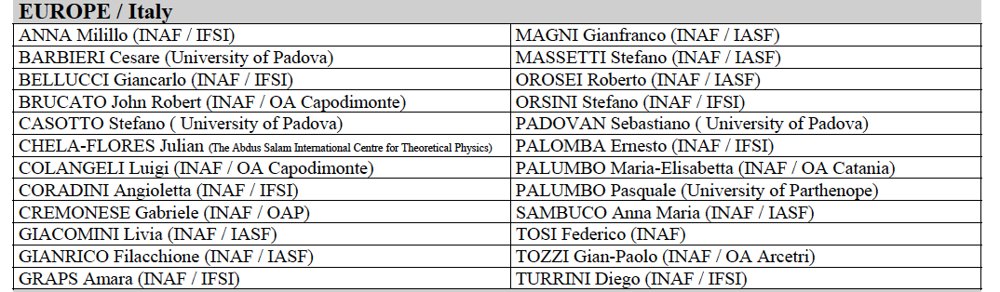 EUROPE / Italy
ANNA Milillo (INAF / IFSI)
MAGNI Gianfranco (INAF / IASF)
BARBIERI Cesare (University of Padova)
MASSETTI Stefano (INAF / IASF)
BELLUCCI Giancarlo (INAF / IFSI)
OROSEI Roberto (INAF / IASF)
BRUCATO John Robert (INAF / OA Capodimonte)
ORSINI Stefano (INAF / IFSI)
CASOTTO Stefano ( University of Padova)
PADOVAN Sebastiano ( University of Padova)
CHELA-FLORES Julian (The Abdus Salam International Centre for Theoretical Physics)
PALOMBA Ernesto (INAF / IFSI)
COLANGELI Luigi (INAF / OA Capodimonte)
PALUMBO Maria-Elisabetta (INAF / OA Catania)
CORADINI Angioletta (INAF / IFSI)
PALUMBO Pasquale (University of Parthenope)
CREMONESE Gabriele (INAF / OAP)
SAMBUCO Anna Maria (INAF / IASF)
GIACOMINI Livia (INAF / IASF)
TOSI Federico (INAF)
GIANRICO Filacchione (INAF / IASF)
TOZZI Gian-Paolo (INAF / OA Arcetri)
GRAPS Amara (INAF / IFSI)
TURRINI Diego (INAF / IFSI)